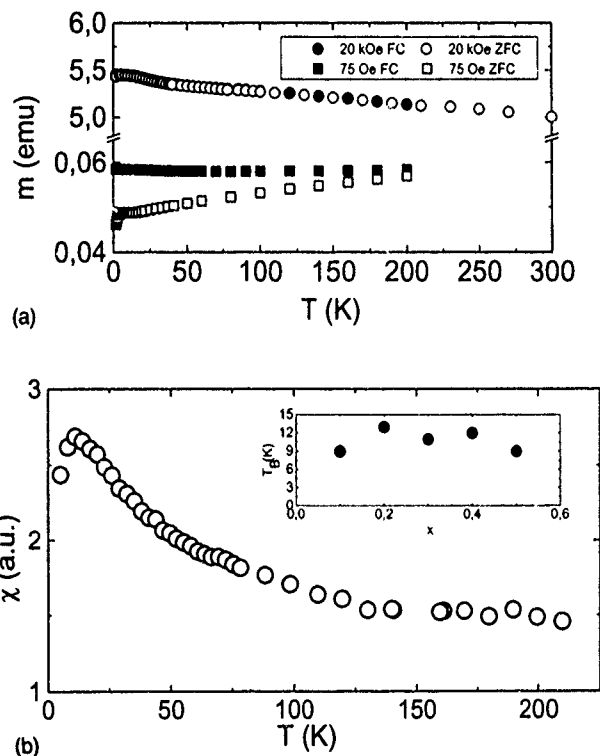 6,0
5,5
5,0
0,06
0,04
m (emu)
20 kOe FC
20 kOe ZFC
75 Oe FC
75 Oe ZFC
0 50 100 150 200 250 300
T (K)
(a)
3
2
1
χ (a.u.)
15
12
9
6
3
0
T_B(K)
0,0 0,2 0,4 0,6
x
0 50 100 150 200
T (K)
(b)